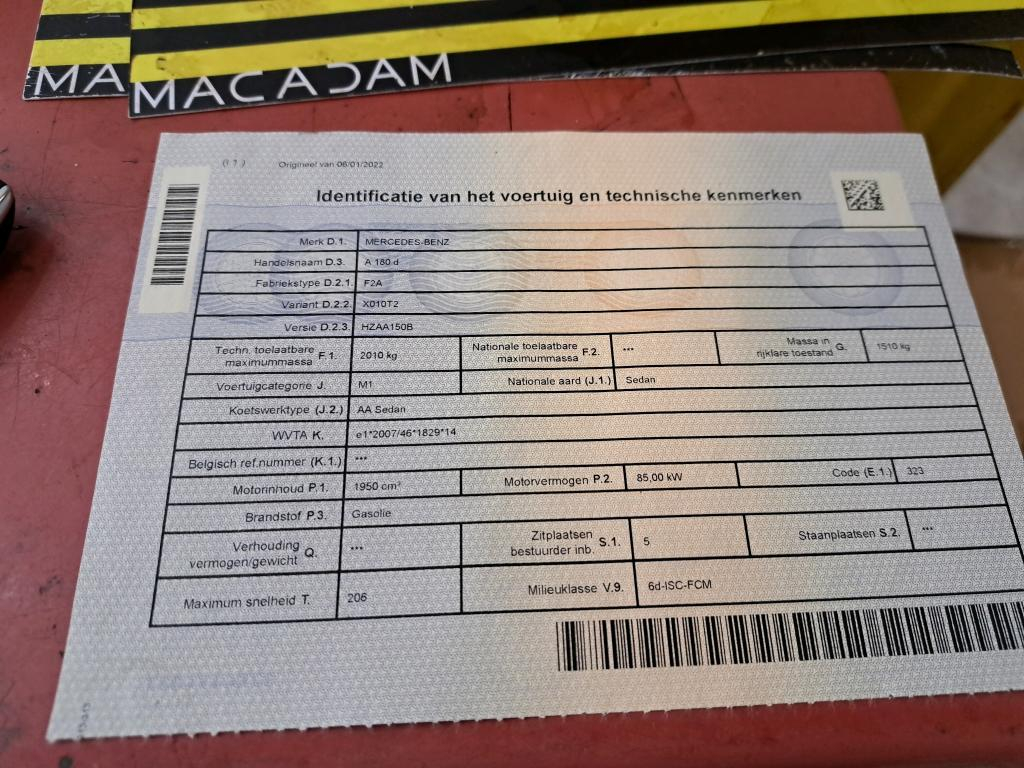 MA
MACADAM
Origineel van 06/01/2022
Identificatie van het voertuig en technische kenmerken
Merk D.1. MERCEDES-BENZ
Handelsnaam D.3. A 180 d
Fabriekstype D.2.1. F2A
Variant D.2.2. X010T2
Versie D.2.3. HZAA150B
Techn. toelaatbare maximummassa F.1. 2010 kg Nationale toelaatbare maximummassa F.2. *** Massa in rijklare toestand G. 1510 kg
Voertuigcategorie J. M1 Nationale aard (J.1.) Sedan
Koetswerktype (J.2.) AA Sedan
WVTA K. e1*2007/46*1829*14
Belgisch ref.nummer (K.1.) ***
Motorinhoud P.1. 1950 cm³ Motorvermogen P.2. 85,00 kW Code (E.1.) 323
Brandstof P.3. Gasolie
Verhouding vermogen/gewicht Q. *** Zitplaatsen bestuurder inb. S.1. 5 Staanplaatsen S.2. ***
Maximum snelheid T. 206 Milieuklasse V.9. 6d-ISC-FCM